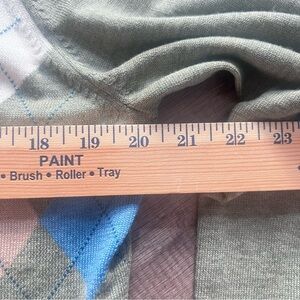 18 19 20 21 22 23
PAINT
• Brush • Roller • Tray